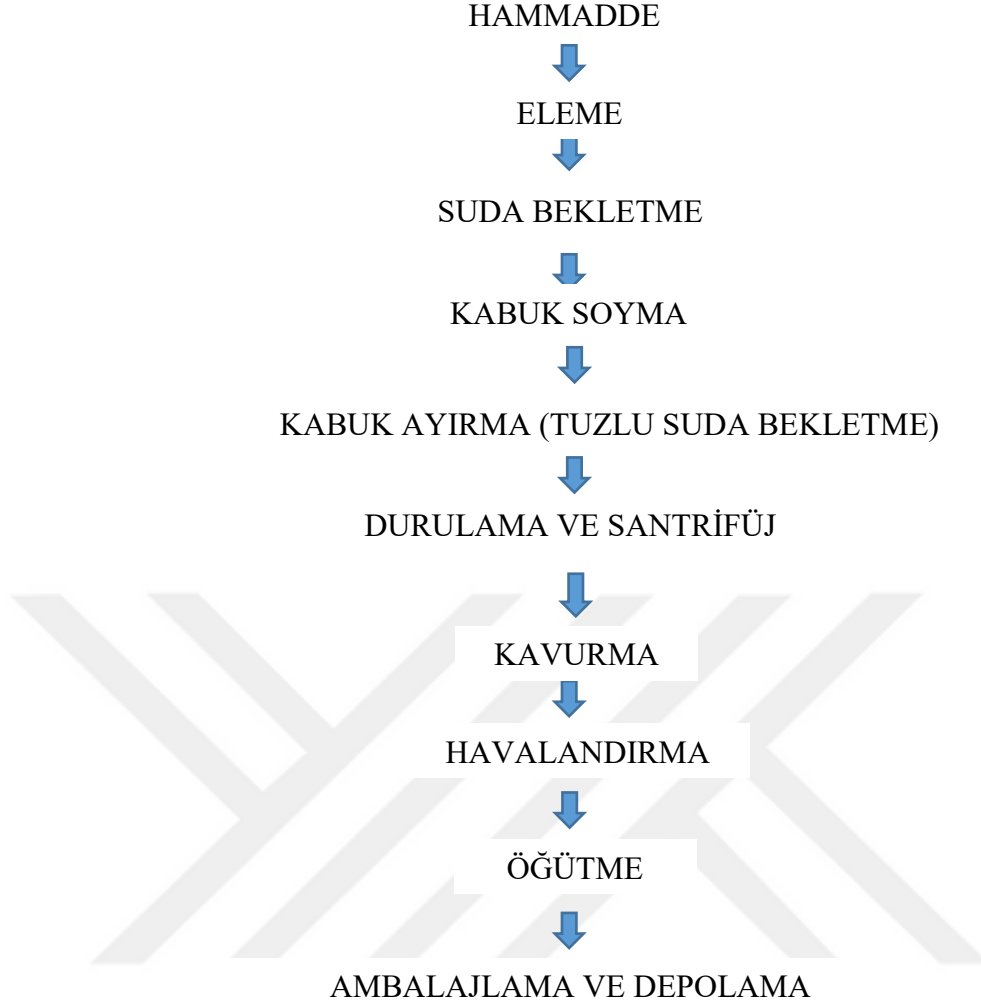 HAMMADDE
ELEME
SUDA BEKLETME
KABUK SOYMA
KABUK AYIRMA (TUZLU SUDA BEKLETME)
DURULAMA VE SANTRİFÜJ
KAVURMA
HAVALANDIRMA
ÖĞÜTME
AMBALAJLAMA VE DEPOLAMA